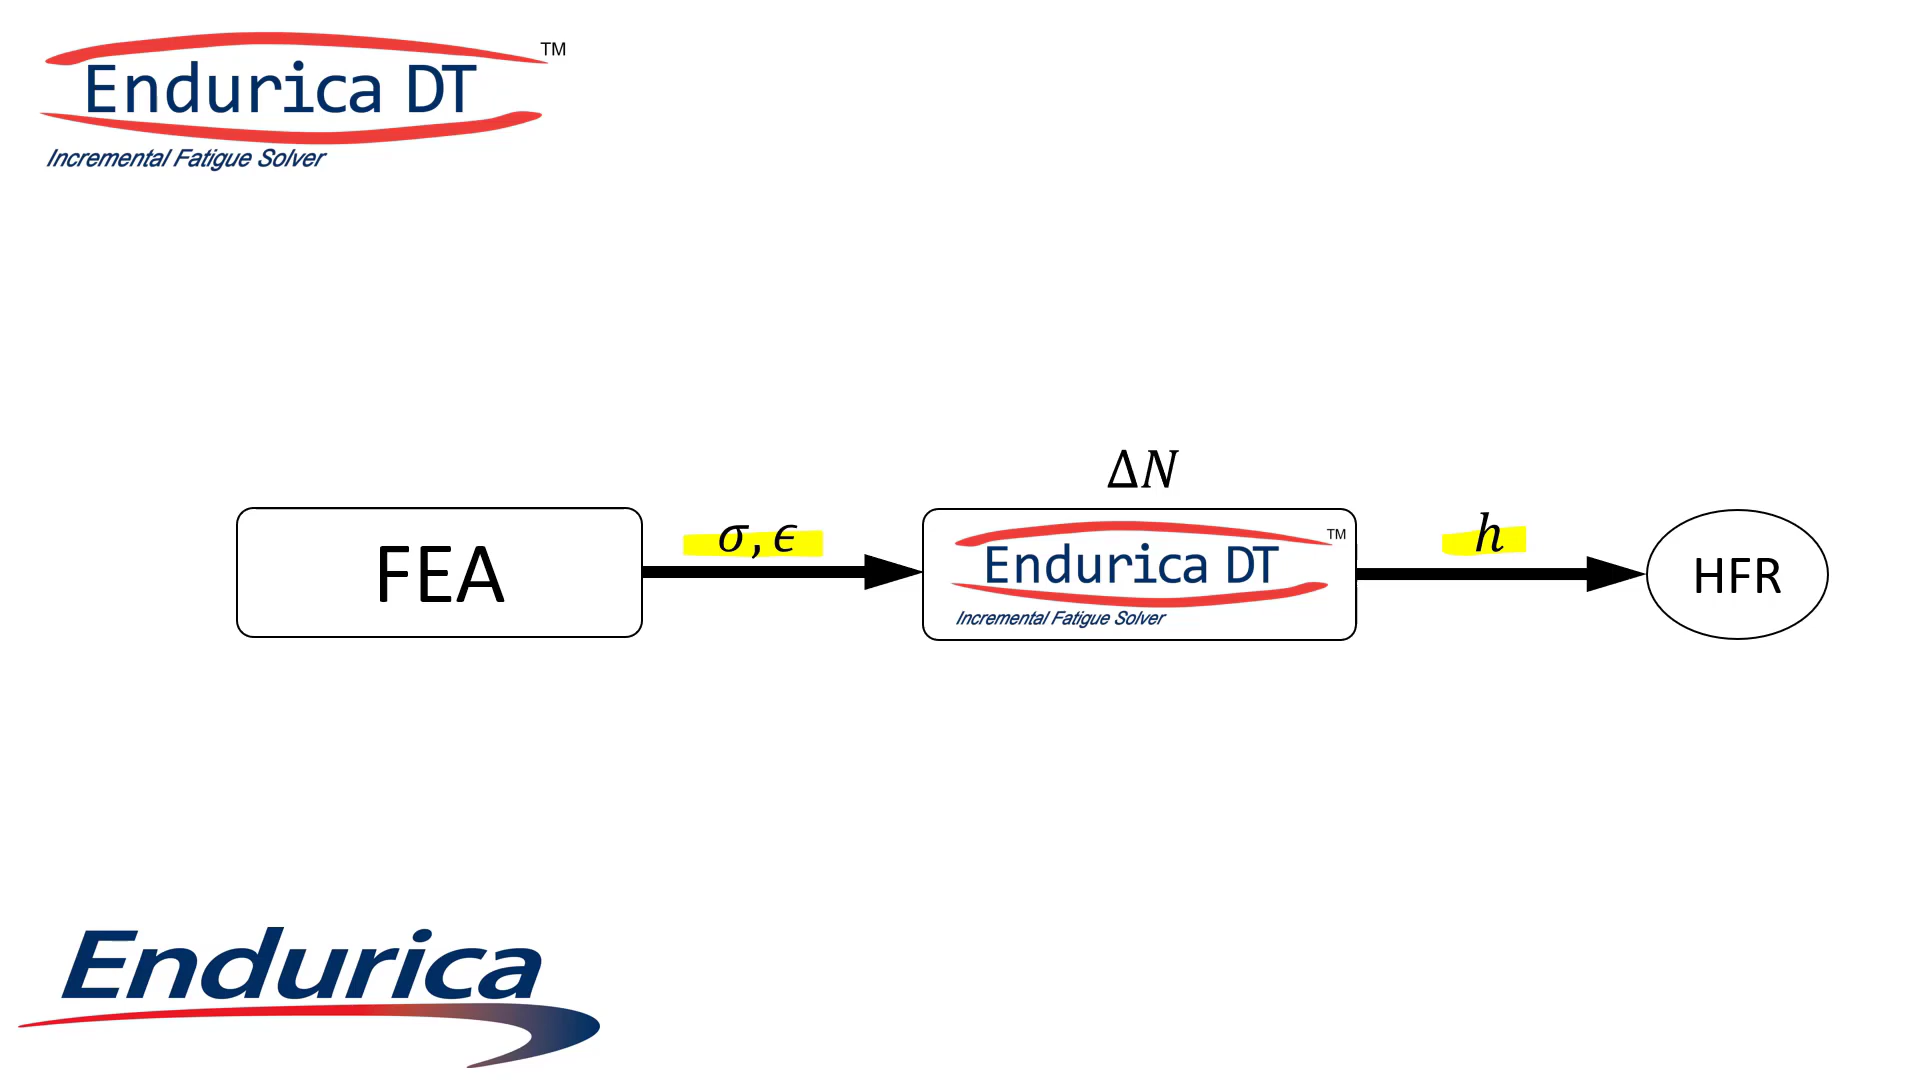 Endurica DT™
Incremental Fatigue Solver
ΔN
FEA
σ, ϵ
Endurica DT™
Incremental Fatigue Solver
h
HFR
Endurica